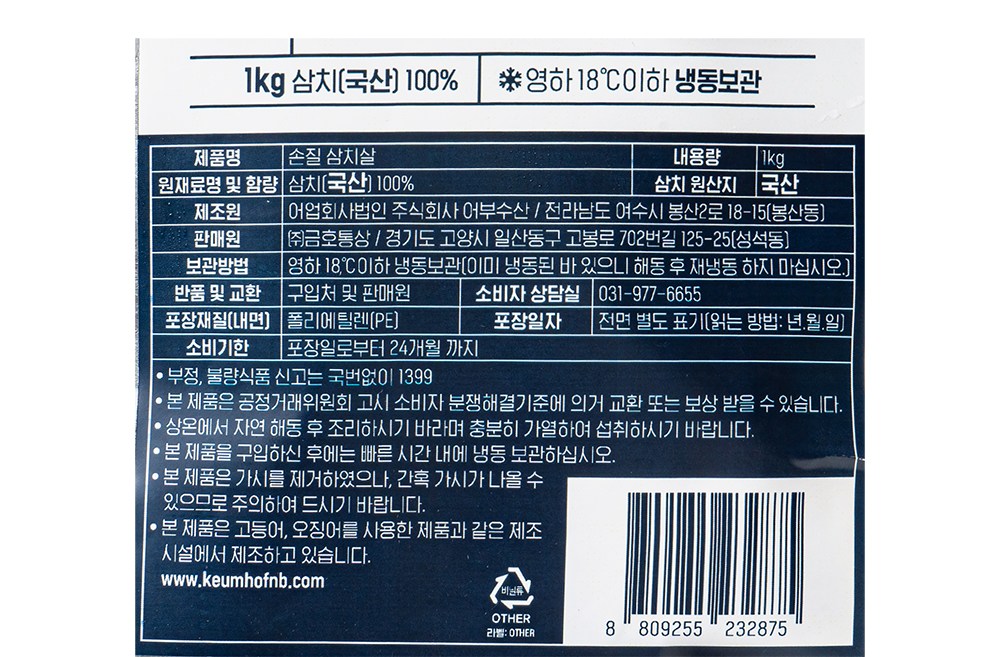 1kg 삼치(국산) 100% ❄영하 18℃이하 냉동보관
제품명 손질 삼치살 내용량 1kg
원재료명 및 함량 삼치(국산) 100% 삼치 원산지 국산
제조원 어업회사법인 주식회사 어부수산 / 전라남도 여수시 봉산2로 18-15(봉산동)
판매원 ㈜금호통상 / 경기도 고양시 일산동구 고봉로 702번길 125-25(성석동)
보관방법 영하 18℃이하 냉동보관(이미 냉동된 바 있으니 해동 후 재냉동 하지 마십시오.)
반품 및 교환 구입처 및 판매원 소비자 상담실 031-977-6655
포장재질(내면) 폴리에틸렌(PE) 포장일자 전면 별도 표기(읽는 방법: 년.월.일)
소비기한 포장일로부터 24개월 까지
• 부정, 불량식품 신고는 국번없이 1399
• 본 제품은 공정거래위원회 고시 소비자 분쟁해결기준에 의거 교환 또는 보상 받을 수 있습니다.
• 상온에서 자연 해동 후 조리하시기 바라며 충분히 가열하여 섭취하시기 바랍니다.
• 본 제품을 구입하신 후에는 빠른 시간 내에 냉동 보관하십시오.
• 본 제품은 가시를 제거하였으나, 간혹 가시가 나올 수
있으므로 주의하여 드시기 바랍니다.
• 본 제품은 고등어, 오징어를 사용한 제품과 같은 제조
시설에서 제조하고 있습니다.
www.keumhofnb.com
비닐류
OTHER
라벨: OTHER
8 809255 232875